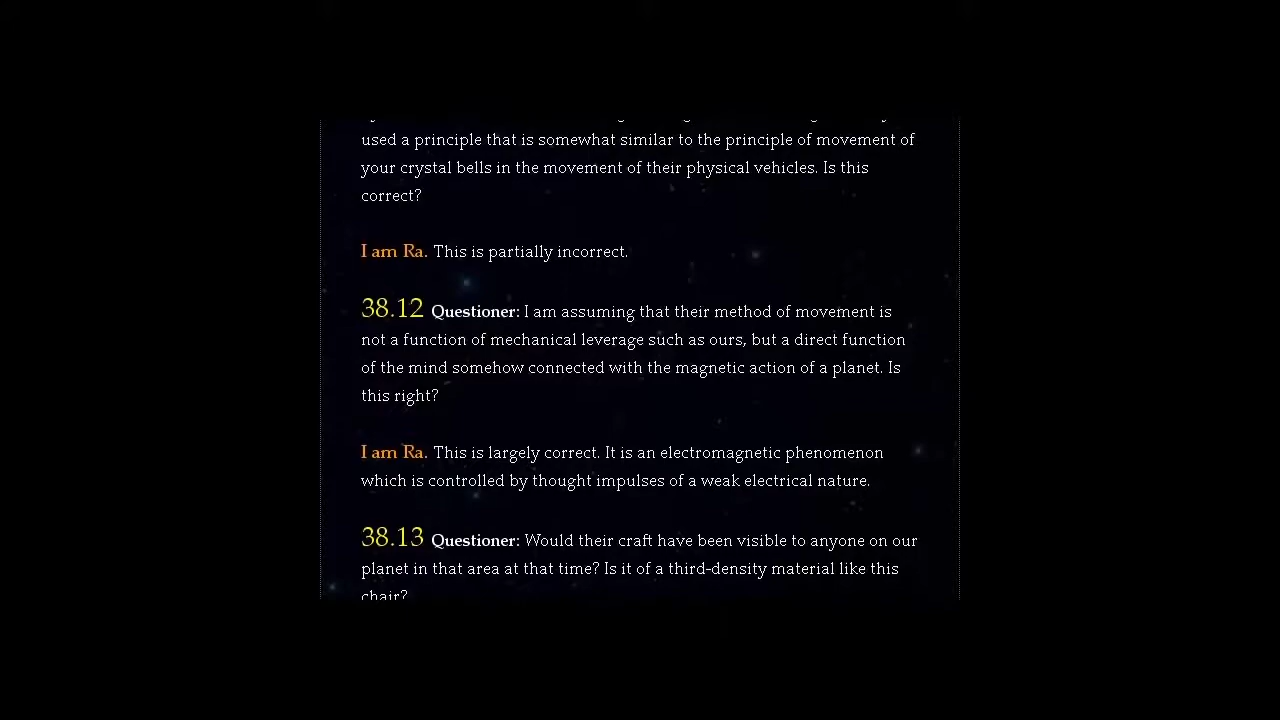 used a principle that is somewhat similar to the principle of movement of
your crystal bells in the movement of their physical vehicles. Is this
correct?
I am Ra. This is partially incorrect.
38.12 Questioner: I am assuming that their method of movement is
not a function of mechanical leverage such as ours, but a direct function
of the mind somehow connected with the magnetic action of a planet. Is
this right?
I am Ra. This is largely correct. It is an electromagnetic phenomenon
which is controlled by thought impulses of a weak electrical nature.
38.13 Questioner: Would their craft have been visible to anyone on our
planet in that area at that time? Is it of a third-density material like this
chair?